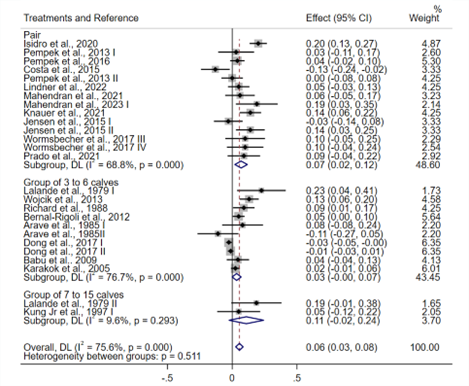 Treatments and Reference Effect (95% CI) % Weight
Pair
Isidro et al., 2020 0.20 (0.13, 0.27) 4.87
Pempek et al., 2013 I 0.03 (-0.11, 0.17) 2.60
Pempek et al., 2016 0.04 (-0.02, 0.10) 5.30
Costa et al., 2015 -0.13 (-0.24, -0.02) 3.33
Pempek et al., 2013 II 0.00 (-0.08, 0.08) 4.25
Lindner et al., 2022 0.05 (-0.03, 0.13) 4.25
Mahendran et al., 2021 0.06 (-0.05, 0.17) 3.23
Mahendran et al., 2023 I 0.19 (0.03, 0.35) 2.14
Knauer et al., 2021 0.14 (0.06, 0.22) 4.25
Jensen et al., 2015 I -0.03 (-0.14, 0.08) 3.33
Jensen et al., 2015 II 0.14 (0.03, 0.25) 3.33
Wormsbecher et al., 2017 III 0.10 (-0.05, 0.25) 2.29
Wormsbecher et al., 2017 IV 0.10 (-0.04, 0.24) 2.54
Prado et al., 2021 0.09 (-0.04, 0.22) 2.92
Subgroup, DL (I² = 68.8%, p = 0.000) 0.07 (0.02, 0.12) 48.60
Group of 3 to 6 calves
Lalande et al., 1979 I 0.23 (0.04, 0.41) 1.73
Wojcik et al., 2013 0.13 (0.06, 0.20) 4.58
Richard et al., 1988 0.09 (0.01, 0.17) 4.25
Bernal-Rigoli et al., 2012 0.05 (0.00, 0.10) 5.64
Arave et al., 1985 I 0.08 (-0.08, 0.24) 2.20
Arave et al., 1985II -0.11 (-0.27, 0.05) 2.20
Dong et al., 2017 I -0.03 (-0.05, -0.00) 6.35
Dong et al., 2017 II -0.01 (-0.03, 0.01) 6.35
Babu et al., 2009 0.04 (-0.04, 0.13) 4.13
Karakok et al., 2005 0.02 (-0.01, 0.06) 6.01
Subgroup, DL (I² = 76.7%, p = 0.000) 0.03 (-0.00, 0.07) 43.45
Group of 7 to 15 calves
Lalande et al., 1979 II 0.19 (-0.01, 0.38) 1.65
Kung Jr et al., 1997 I 0.05 (-0.12, 0.22) 2.05
Subgroup, DL (I² = 9.6%, p = 0.293) 0.11 (-0.02, 0.24) 3.70
Overall, DL (I² = 75.6%, p = 0.000) 0.06 (0.03, 0.08) 100.00
Heterogeneity between groups: p = 0.511
-.5 0 .5